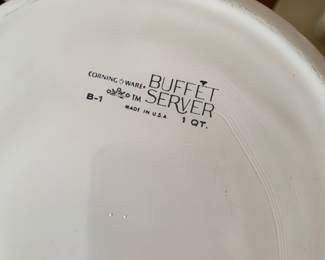 CORNING WARE® BUFFET
B-1 TM SERVER
MADE IN U.S.A. 1 QT.